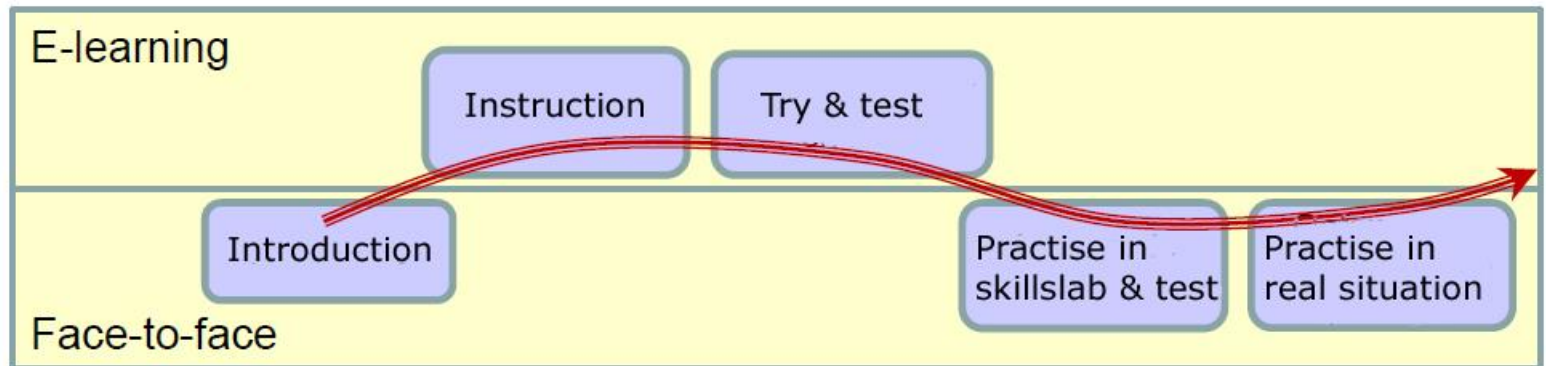 E-learning
Instruction
Try & test
Introduction
Practise in
skillslab & test
Practise in
real situation
Face-to-face